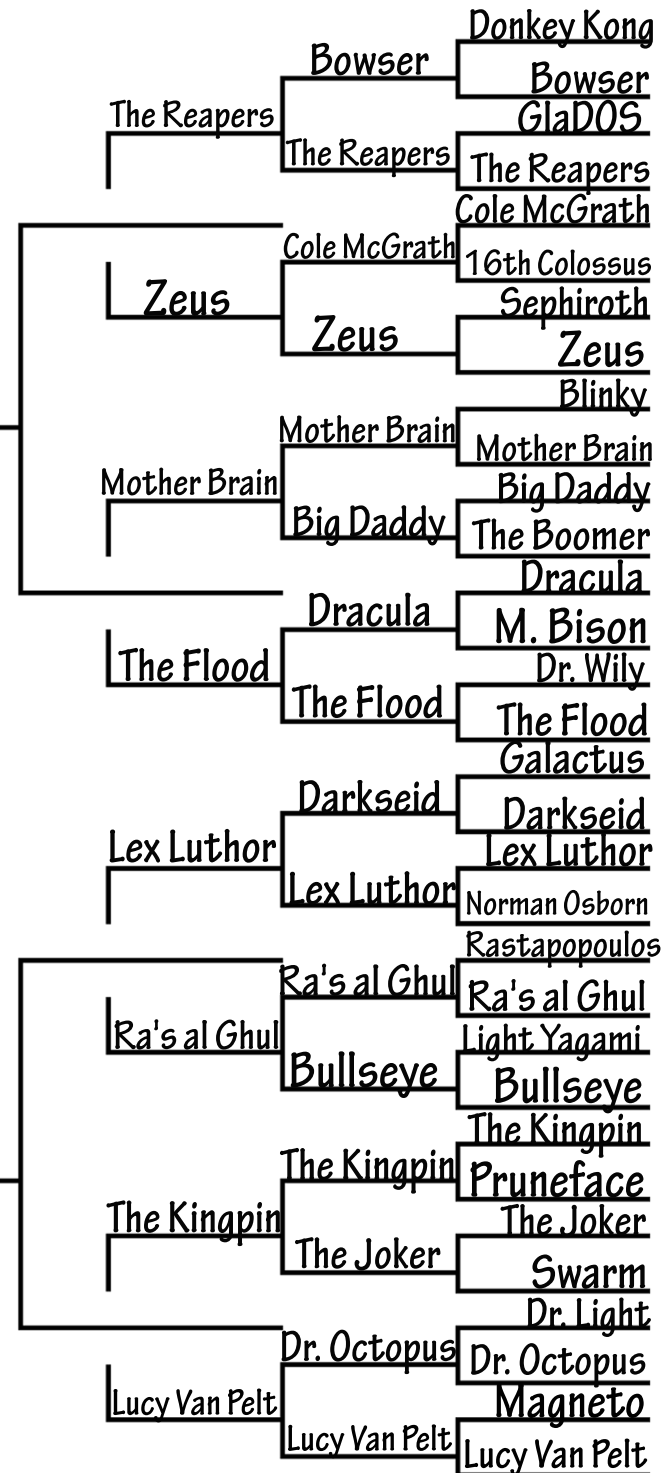 Donkey Kong
Bowser
Bowser
GlaDOS
The Reapers
The Reapers
The Reapers
Cole McGrath
Cole McGrath
16th Colossus
Sephiroth
Zeus
Zeus
Zeus
Blinky
Mother Brain
Mother Brain
Mother Brain
Big Daddy
Big Daddy
The Boomer
Dracula
Dracula
M. Bison
The Flood
Dr. Wily
The Flood
The Flood
Galactus
Darkseid
Darkseid
Lex Luthor
Lex Luthor
Lex Luthor
Norman Osborn
Rastapopoulos
Ra's al Ghul
Ra's al Ghul
Ra's al Ghul
Light Yagami
Bullseye
Bullseye
The Kingpin
The Kingpin
Pruneface
The Kingpin
The Joker
The Joker
Swarm
Dr. Light
Dr. Octopus
Dr. Octopus
Lucy Van Pelt
Magneto
Lucy Van Pelt
Lucy Van Pelt